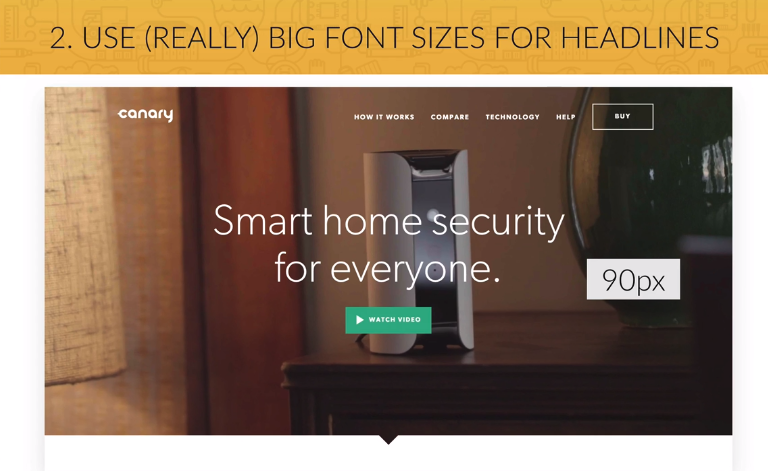 2. USE (REALLY) BIG FONT SIZES FOR HEADLINES
canary
HOW IT WORKS COMPARE TECHNOLOGY HELP BUY
Smart home security
for everyone.
90px
WATCH VIDEO